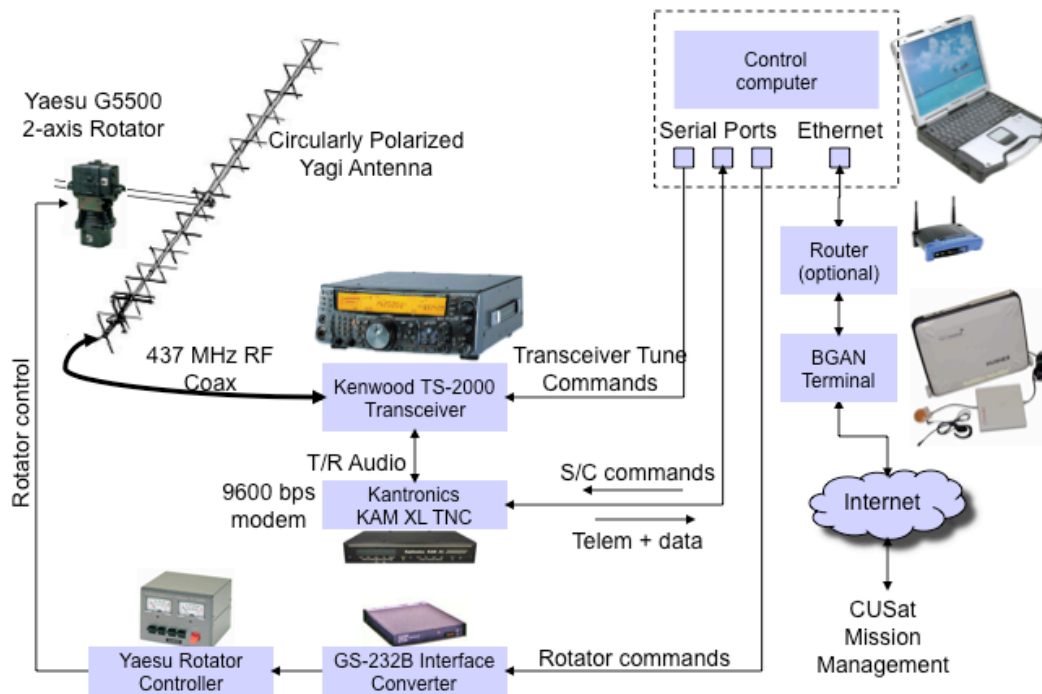 Control
computer
Serial Ports
Ethernet
Yaesu G5500
2-axis Rotator
Circularly Polarized
Yagi Antenna
Router
(optional)
437 MHz RF
Coax
Transceiver Tune
Commands
BGAN
Terminal
Kenwood TS-2000
Transceiver
Rotator control
T/R Audio
S/C commands
9600 bps
modem
Kantronics
KAM XL TNC
Internet
Telem + data
CUSat
Mission
Management
Yaesu Rotator
Controller
GS-232B Interface
Converter
Rotator commands